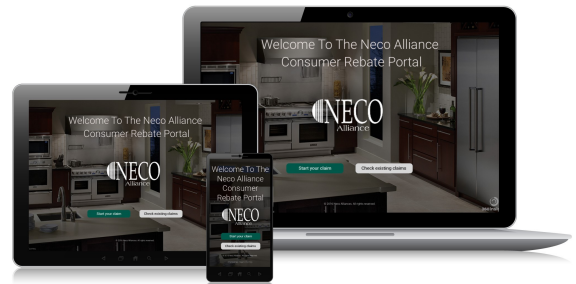 Welcome To The Neco Alliance
Consumer Rebate Portal
NECO
Alliance
Start your claim
Check existing claims
Welcome To The Neco Alliance
Consumer Rebate Portal
NECO
Alliance
Start your claim
Check existing claims
Welcome To The
Neco Alliance
Consumer
Rebate Portal
NECO
Alliance
Start your claim
Check existing claims